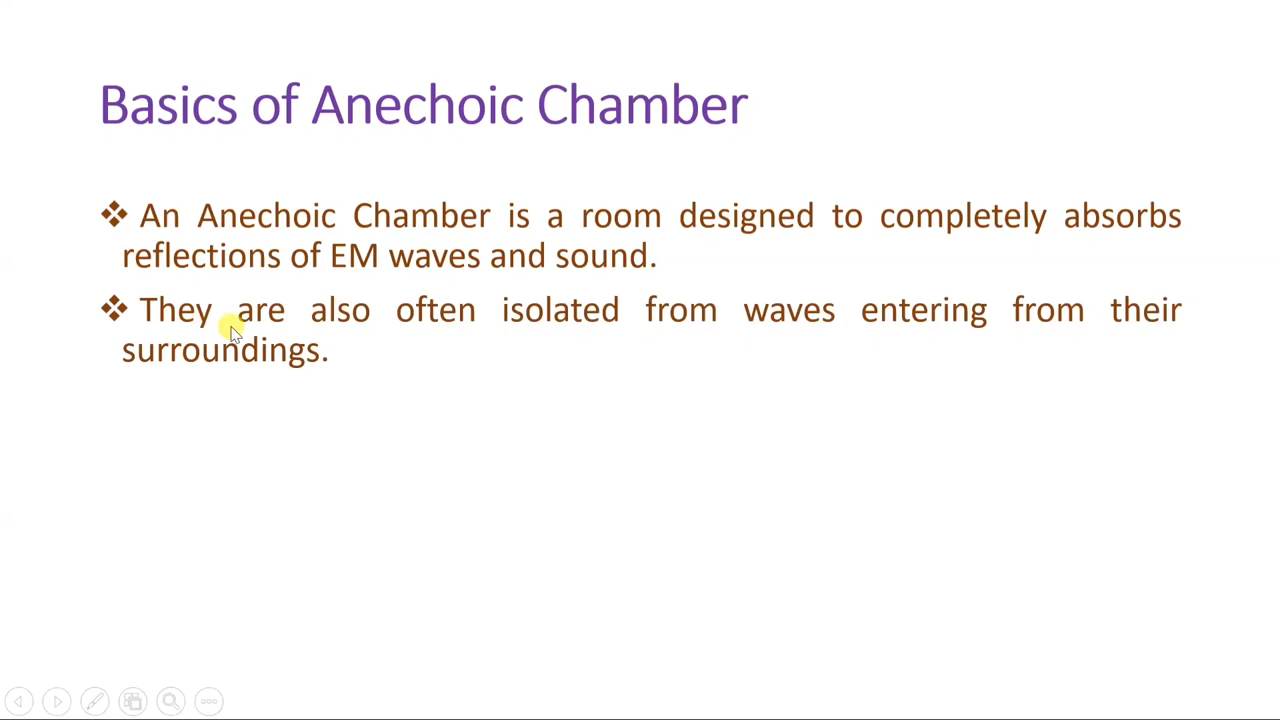 Basics of Anechoic Chamber
❖ An Anechoic Chamber is a room designed to completely absorbs
reflections of EM waves and sound.
❖ They are also often isolated from waves entering from their
surroundings.